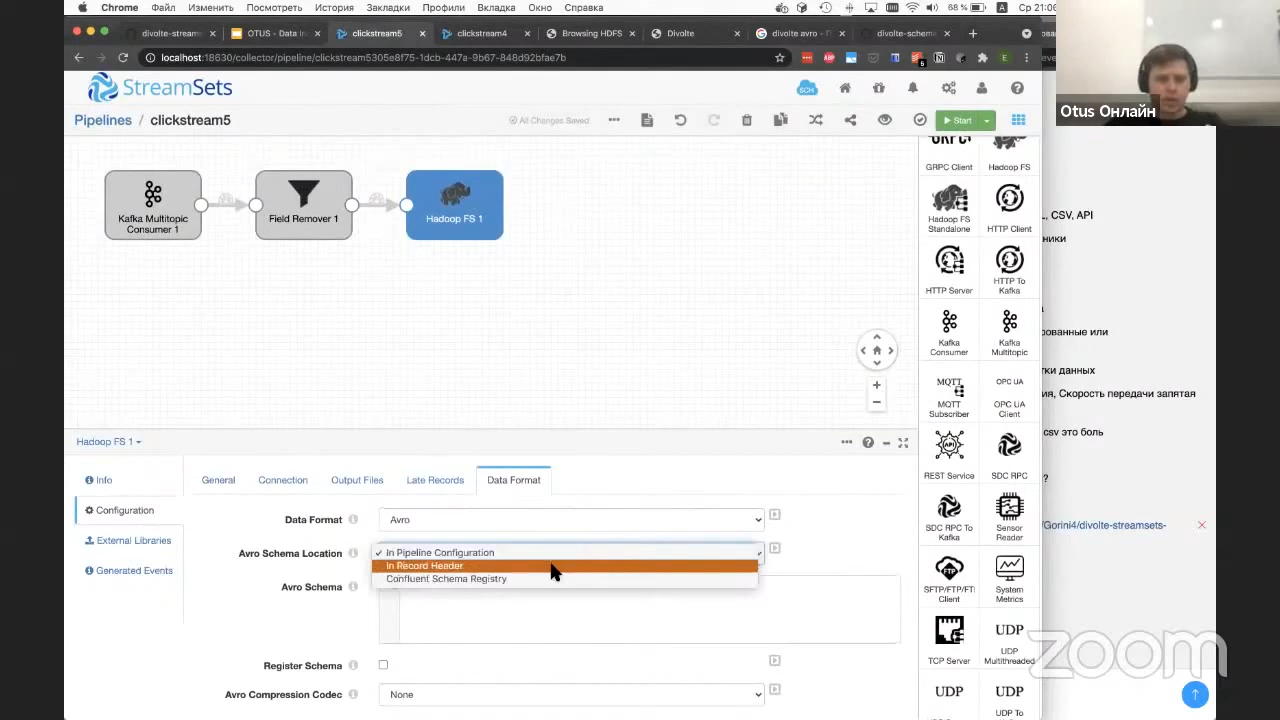 Chrome Файл Изменить Посмотреть История Закладки Профили Вкладка Окно Справка 68 % Ср 21:06
divolte-stream OTUS - Data In clickstream5 clickstream4 Browsing HDFS Divolte divolte avro - П divolte-schema
localhost:18630/collector/pipeline/clickstream5305e8f75-1dcb-447a-9b67-848d92bfae7b
StreamSets
Pipelines / clickstream5
All Changes Saved
Start
Otus Онлайн
Kafka Multitopic Consumer 1
Field Remover 1
Hadoop FS 1
GRPC Client
Hadoop FS
Hadoop FS Standalone
HTTP Client
HTTP Server
HTTP To Kafka
Kafka Consumer
Kafka Multitopic
MQTT
MQTT Subscriber
OPC UA
OPC UA Client
REST Service
SDC RPC
SDC RPC To Kafka
Sensor Reader
SFTP/FTP/FT Client
System Metrics
TCP Server
UDP
UDP Multithreaded
UDP
UDP
UDP To
, CSV, API
ники
рованные или
тки данных
ия, Скорость передачи запятая
csv это боль
?
/Gorini4/divolte-streamsets-
Hadoop FS 1
Info
Configuration
External Libraries
Generated Events
General Connection Output Files Late Records Data Format
Data Format Avro
Avro Schema Location
In Pipeline Configuration
In Record Header
Confluent Schema Registry
Avro Schema
Register Schema
Avro Compression Codec None
zoom